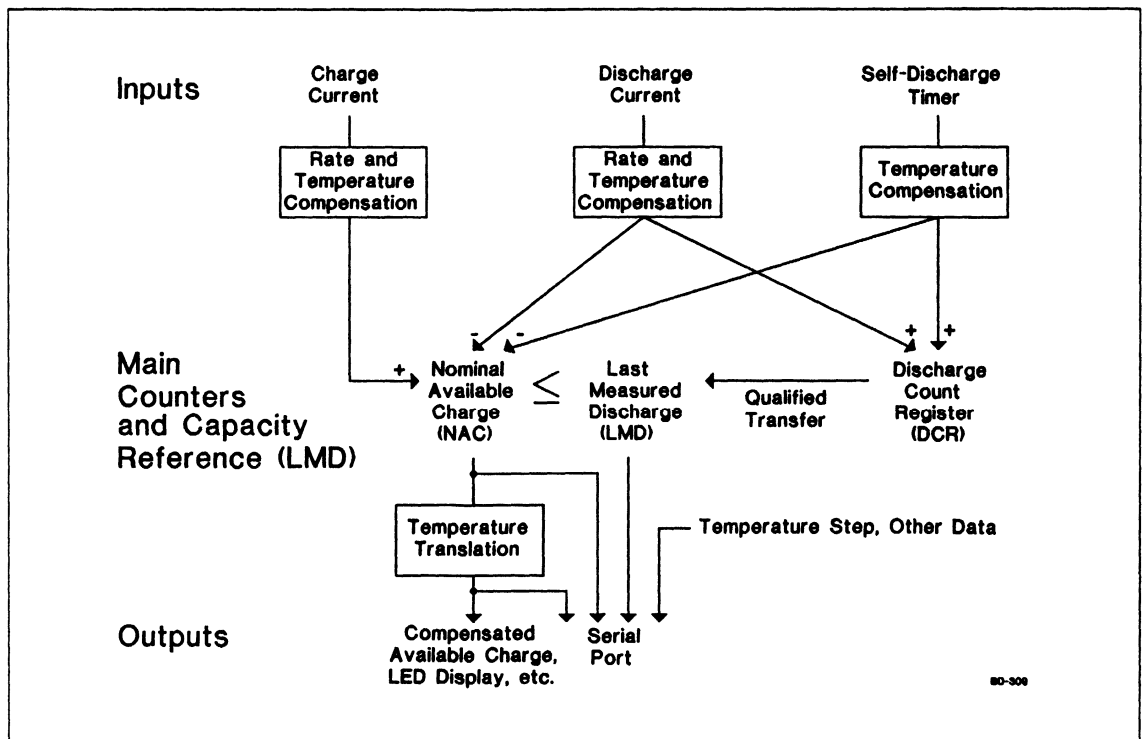 Inputs
Charge
Current
Discharge
Current
Self-Discharge
Timer
Rate and
Temperature
Compensation
Rate and
Temperature
Compensation
Temperature
Compensation
- -
+ +
Main
Counters
and Capacity
Reference (LMD)
+
Nominal
Available
Charge
(NAC)
≤
Last
Measured
Discharge
(LMD)
Qualified
Transfer
Discharge
Count
Register
(DCR)
Temperature
Translation
Temperature Step, Other Data
Outputs
Compensated
Available Charge,
LED Display, etc.
Serial
Port
BD-309